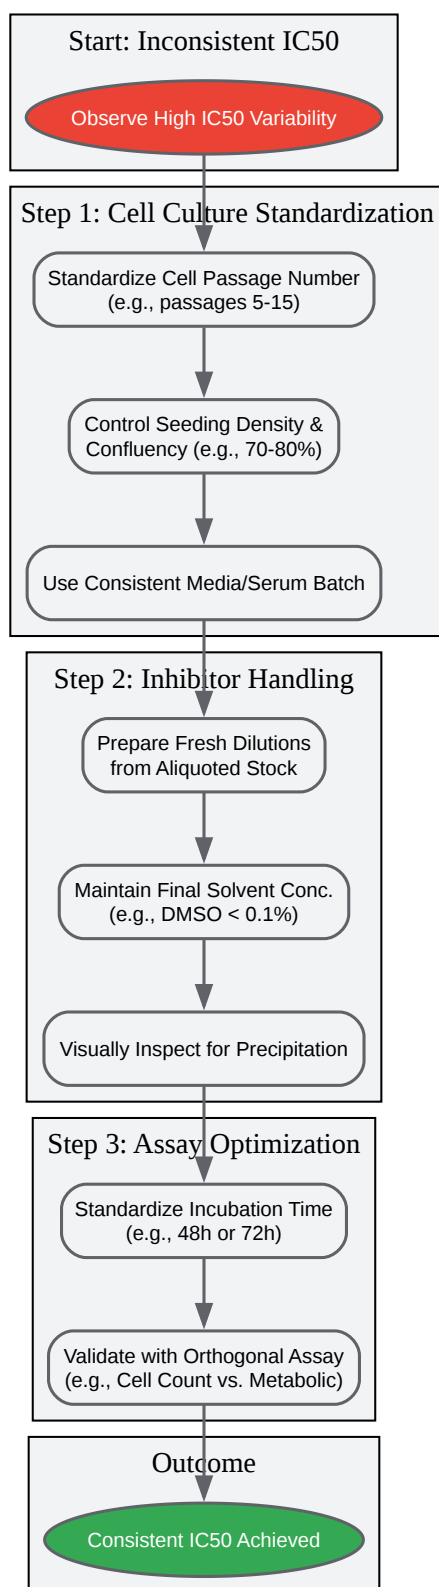 Start: Inconsistent IC50
Observe High IC50 Variability
Step 1: Cell Culture Standardization
Standardize Cell Passage Number
(e.g., passages 5-15)
Control Seeding Density &
Confluency (e.g., 70-80%)
Use Consistent Media/Serum Batch
Step 2: Inhibitor Handling
Prepare Fresh Dilutions
from Aliquoted Stock
Maintain Final Solvent Conc.
(e.g., DMSO < 0.1%)
Visually Inspect for Precipitation
Step 3: Assay Optimization
Standardize Incubation Time
(e.g., 48h or 72h)
Validate with Orthogonal Assay
(e.g., Cell Count vs. Metabolic)
Outcome
Consistent IC50 Achieved